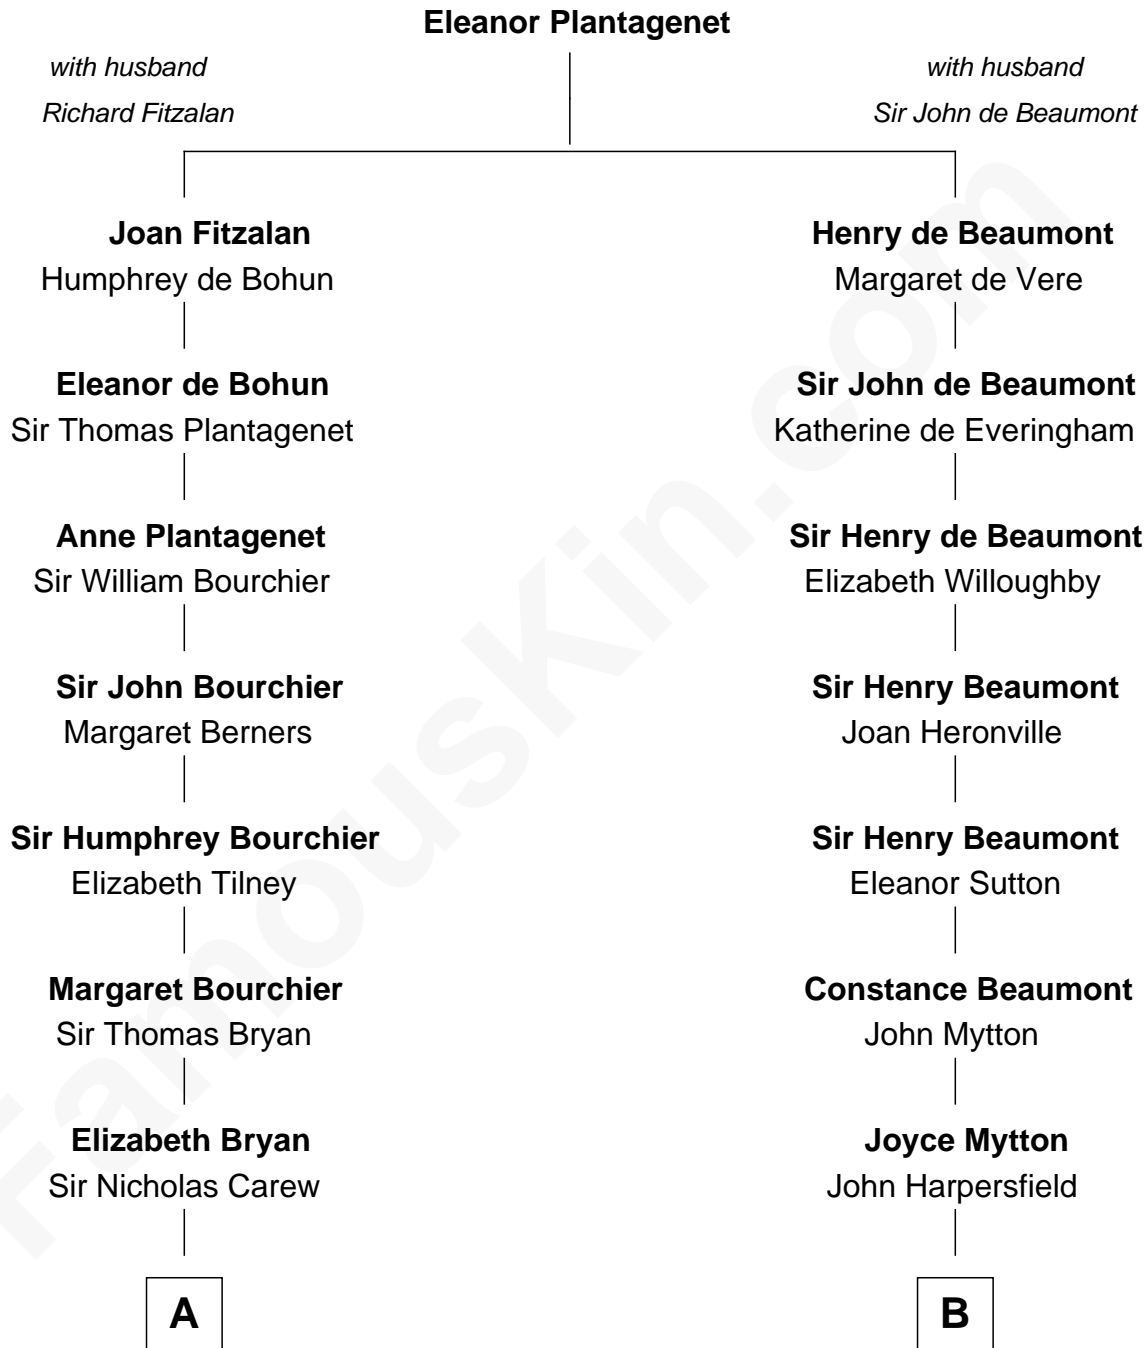 Eleanor Plantagenet
with husband
Richard Fitzalan
with husband
Sir John de Beaumont
Joan Fitzalan
Humphrey de Bohun
Henry de Beaumont
Margaret de Vere
Eleanor de Bohun
Sir Thomas Plantagenet
Sir John de Beaumont
Katherine de Everingham
Anne Plantagenet
Sir William Bourchier
Sir Henry de Beaumont
Elizabeth Willoughby
Sir John Bourchier
Margaret Berners
Sir Henry Beaumont
Joan Heronville
Sir Humphrey Bourchier
Elizabeth Tilney
Sir Henry Beaumont
Eleanor Sutton
Margaret Bourchier
Sir Thomas Bryan
Constance Beaumont
John Mytton
Elizabeth Bryan
Sir Nicholas Carew
Joyce Mytton
John Harpersfield
A
B
FamousKin.com